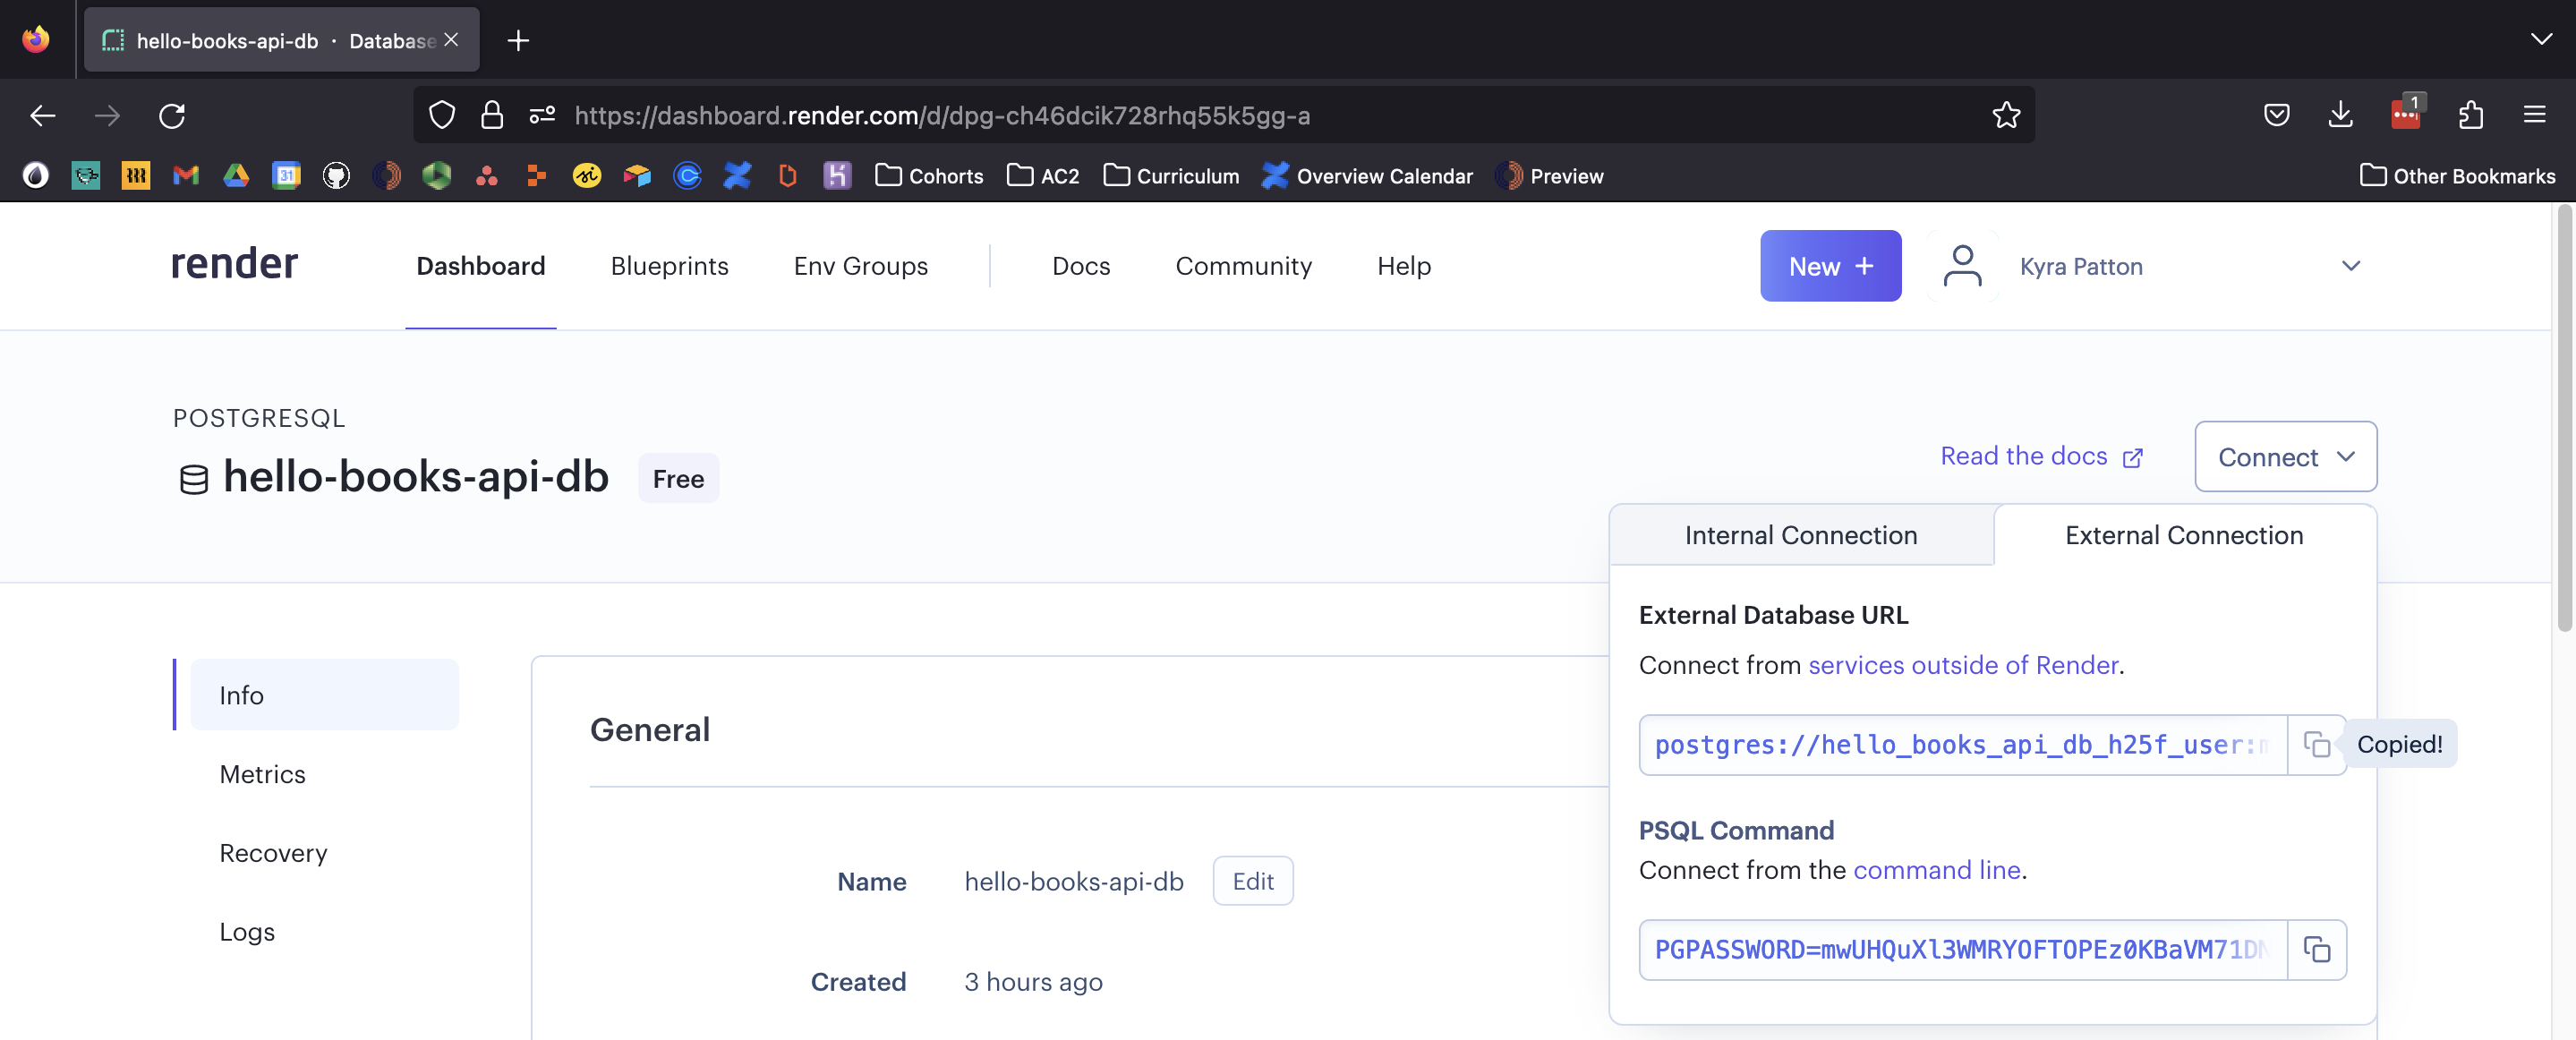 hello-books-api-db · Database
https://dashboard.render.com/d/dpg-ch46dcik728rhq55k5gg-a
1
31
Cohorts
AC2
Curriculum
Overview Calendar
Preview
Other Bookmarks
render
Dashboard
Blueprints
Env Groups
Docs
Community
Help
New +
Kyra Patton
POSTGRESQL
hello-books-api-db
Free
Read the docs
Connect
Internal Connection
External Connection
External Database URL
Connect from services outside of Render.
postgres://hello_books_api_db_h25f_user:m
Copied!
PSQL Command
Connect from the command line.
PGPASSWORD=mwUHQuXl3WMRYOFTOPEz0KBaVM71DN
Info
Metrics
Recovery
Logs
General
Name
hello-books-api-db
Edit
Created
3 hours ago